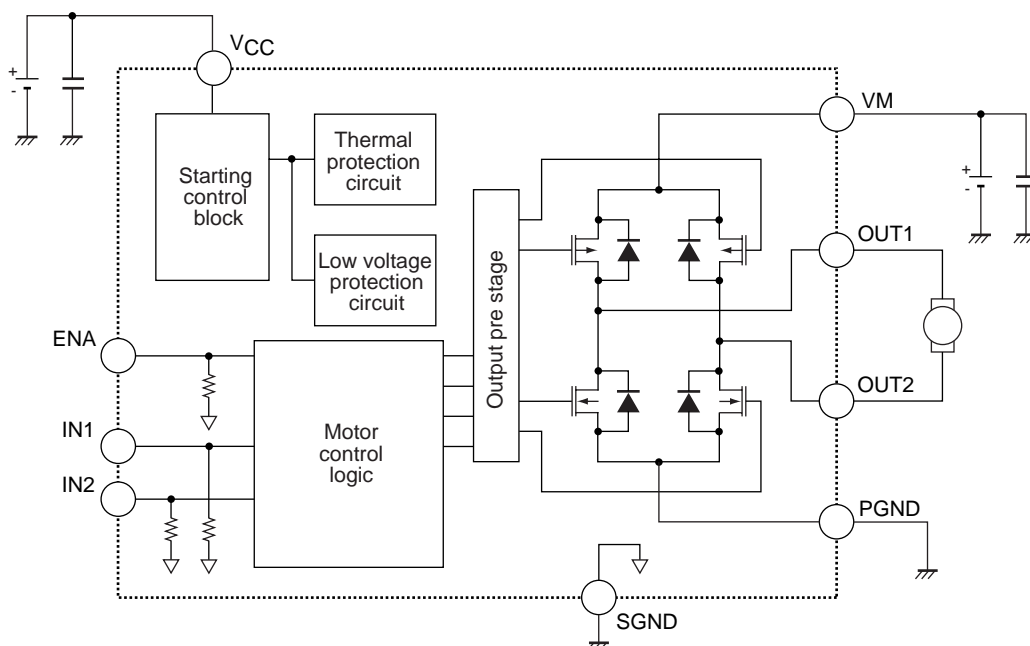 VCC
VM
+
-
Thermal
protection
circuit
Starting
control
block
+
-
Low voltage
protection
circuit
Output pre stage
OUT1
ENA
OUT2
Motor
control
logic
IN1
IN2
PGND
SGND